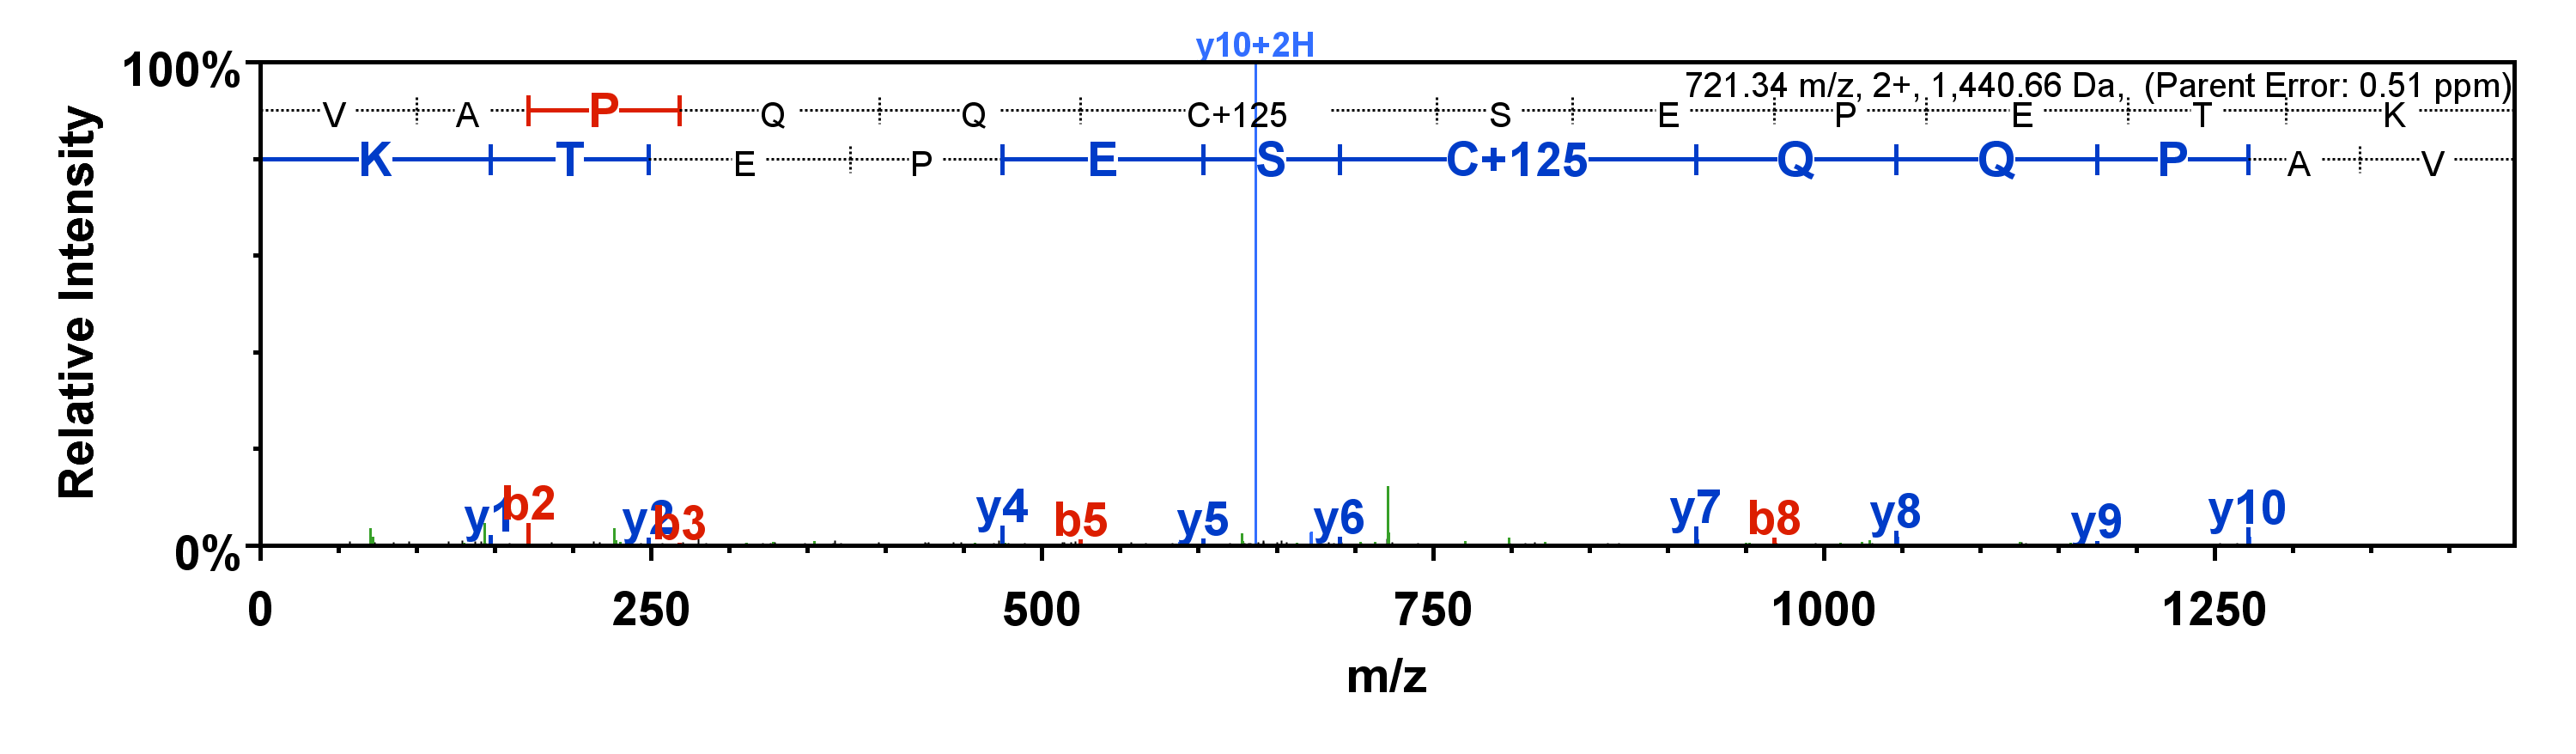 y10+2H
100%
721.34 m/z, 2+, 1,440.66 Da, (Parent Error: 0.51 ppm)
V A P Q Q C+125 S E P E T K
K T E P E S C+125 Q Q P A V
Relative Intensity
y1 b2 y2 b3 y4 b5 y5 y6 y7 b8 y8 y9 y10
0%
0 250 500 750 1000 1250
m/z